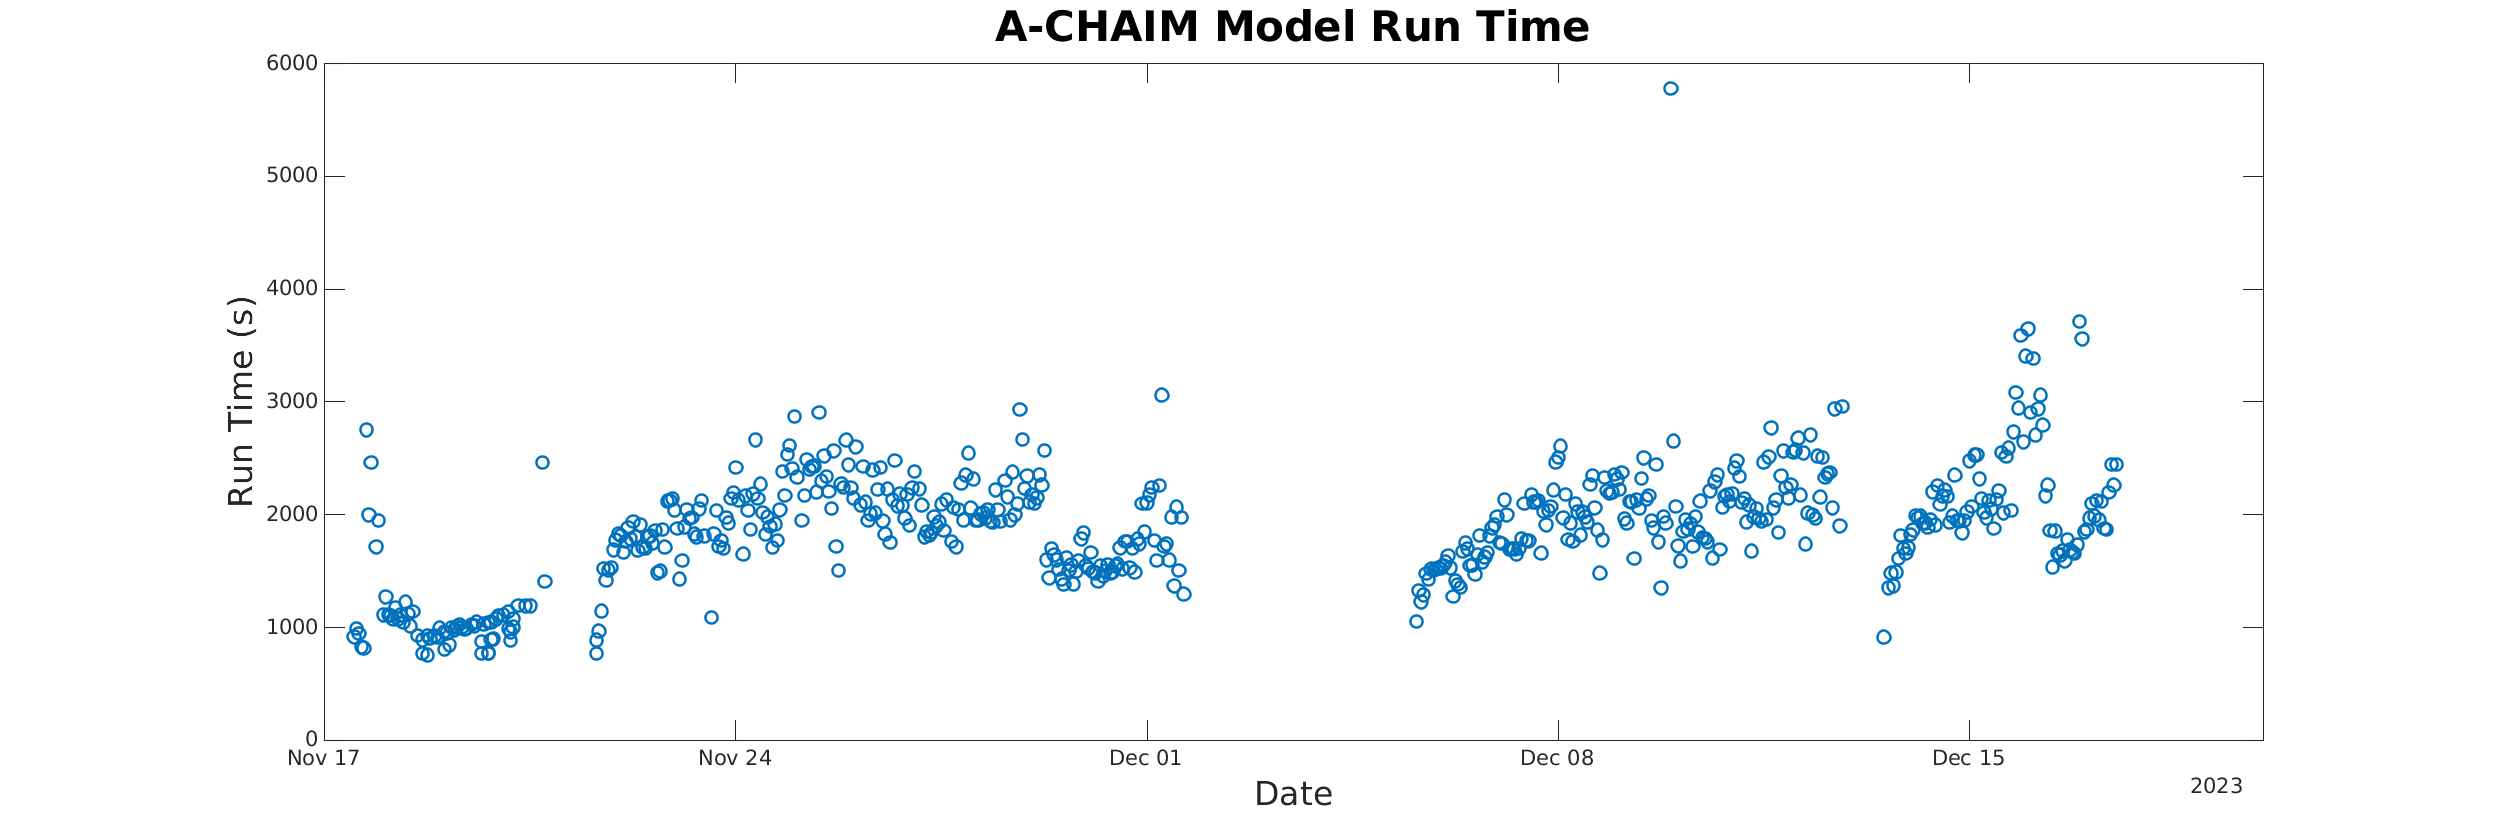 A-CHAIM Model Run Time
6000
5000
4000
3000
2000
1000
0
Run Time (s)
Nov 17 Nov 24 Dec 01 Dec 08 Dec 15
2023
Date